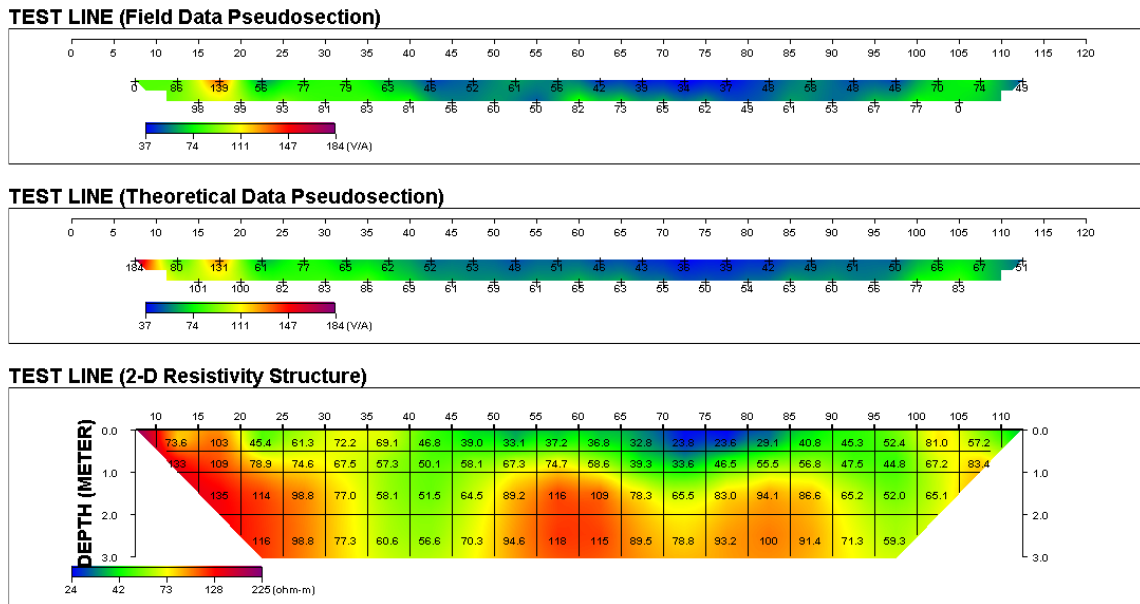 TEST LINE (Field Data Pseudosection)
0 5 10 15 20 25 30 35 40 45 50 55 60 65 70 75 80 85 90 95 100 105 110 115 120
0 86 139 56 77 79 63 46 52 61 56 42 39 34 37 48 58 48 46 70 74 49
98 99 93 81 83 81 63 56 50 82 73 65 62 49 61 51 53 67 77 0
37 74 111 147 184 (V/A)
TEST LINE (Theoretical Data Pseudosection)
0 5 10 15 20 25 30 35 40 45 50 55 60 65 70 75 80 85 90 95 100 105 110 115 120
184 80 131 61 77 65 62 52 53 48 51 46 43 36 39 42 49 51 50 66 67 51
101 100 82 83 86 69 61 59 61 65 63 55 50 54 63 60 56 77 83
37 74 111 147 184 (V/A)
TEST LINE (2-D Resistivity Structure)
10 15 20 25 30 35 40 45 50 55 60 65 70 75 80 85 90 95 100 105 110
0.0 73.6 103 45.4 61.3 72.2 69.1 46.8 39.0 33.1 37.2 36.8 32.8 23.8 23.6 29.1 40.8 45.3 52.4 81.0 57.2 0.0
133 109 78.9 74.6 67.5 57.3 50.1 58.1 67.3 74.7 58.6 39.3 33.6 46.5 55.5 56.8 47.5 44.8 67.2 83.4
1.0 1.0
135 114 98.8 77.0 58.1 51.5 64.5 89.2 116 109 78.3 65.5 83.0 94.1 86.6 65.2 52.0 65.1
2.0 2.0
116 98.8 77.3 60.6 56.6 70.3 94.6 118 115 89.5 78.8 93.2 100 91.4 71.3 59.3
3.0 3.0
DEPTH (METER)
24 42 73 128 225 (ohm-m)